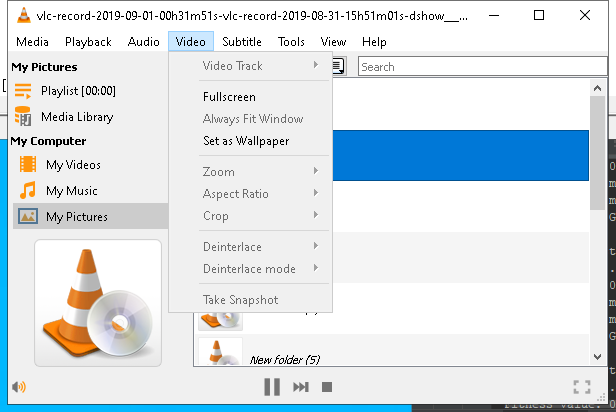 vlc-record-2019-09-01-00h31m51s-vlc-record-2019-08-31-15h51m01s-dshow__...
Media Playback Audio Video Subtitle Tools View Help
My Pictures
Playlist [00:00]
Media Library
My Computer
My Videos
My Music
My Pictures
Video Track
Fullscreen
Always Fit Window
Set as Wallpaper
Zoom
Aspect Ratio
Crop
Deinterlace
Deinterlace mode
Take Snapshot
Search
New folder (5)